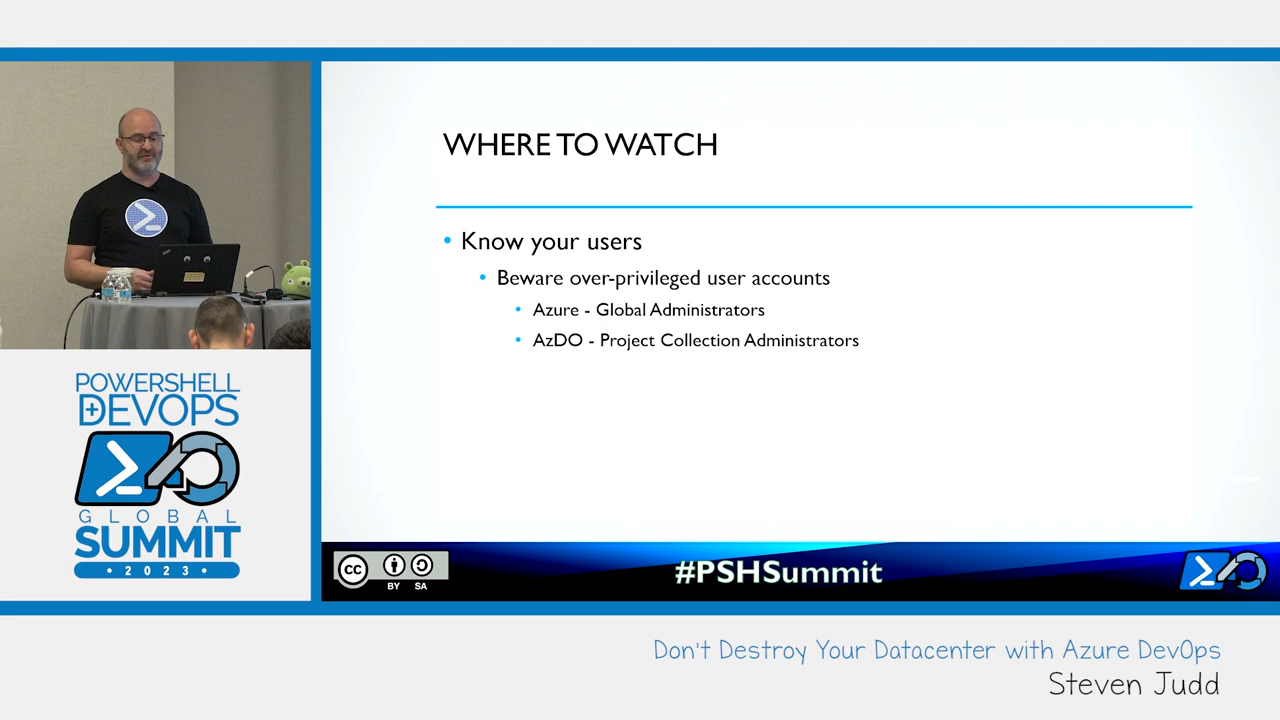 WHERE TO WATCH
• Know your users
• Beware over-privileged user accounts
• Azure - Global Administrators
• AzDO - Project Collection Administrators
POWERSHELL
+DEVOPS
GLOBAL
SUMMIT
• 2023 •
cc
BY SA
#PSHSummit
Don't Destroy Your Datacenter with Azure DevOps
Steven Judd